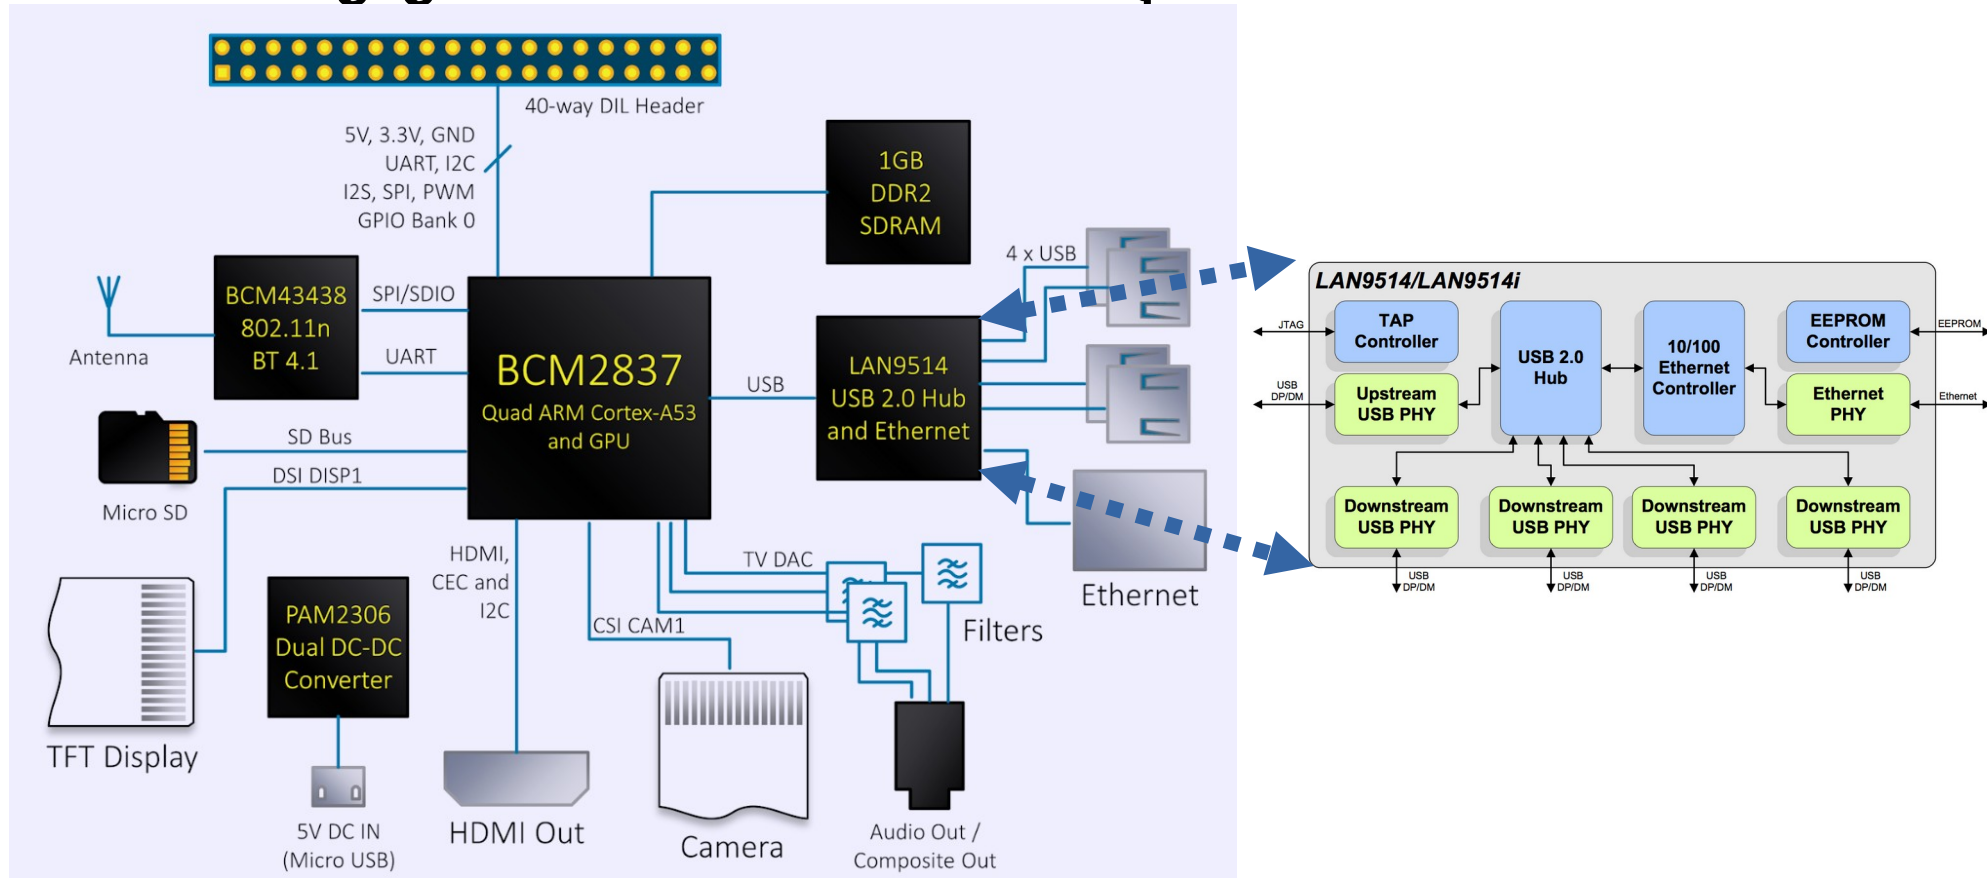 40-way DIL Header
5V, 3.3V, GND
UART, I2C
I2S, SPI, PWM
GPIO Bank 0
1GB
DDR2
SDRAM
4 x USB
BCM43438
802.11n
BT 4.1
SPI/SDIO
UART
Antenna
BCM2837
Quad ARM Cortex-A53
and GPU
USB
LAN9514
USB 2.0 Hub
and Ethernet
SD Bus
DSI DISP1
Micro SD
HDMI,
CEC and
I2C
TV DAC
CSI CAM1
Filters
Ethernet
PAM2306
Dual DC-DC
Converter
TFT Display
5V DC IN
(Micro USB)
HDMI Out
Camera
Audio Out /
Composite Out
LAN9514/LAN9514i
JTAG
TAP
Controller
USB 2.0
Hub
10/100
Ethernet
Controller
EEPROM
Controller
EEPROM
USB
DP/DM
Upstream
USB PHY
Ethernet
PHY
Ethernet
Downstream
USB PHY
Downstream
USB PHY
Downstream
USB PHY
Downstream
USB PHY
USB
DP/DM
USB
DP/DM
USB
DP/DM
USB
DP/DM